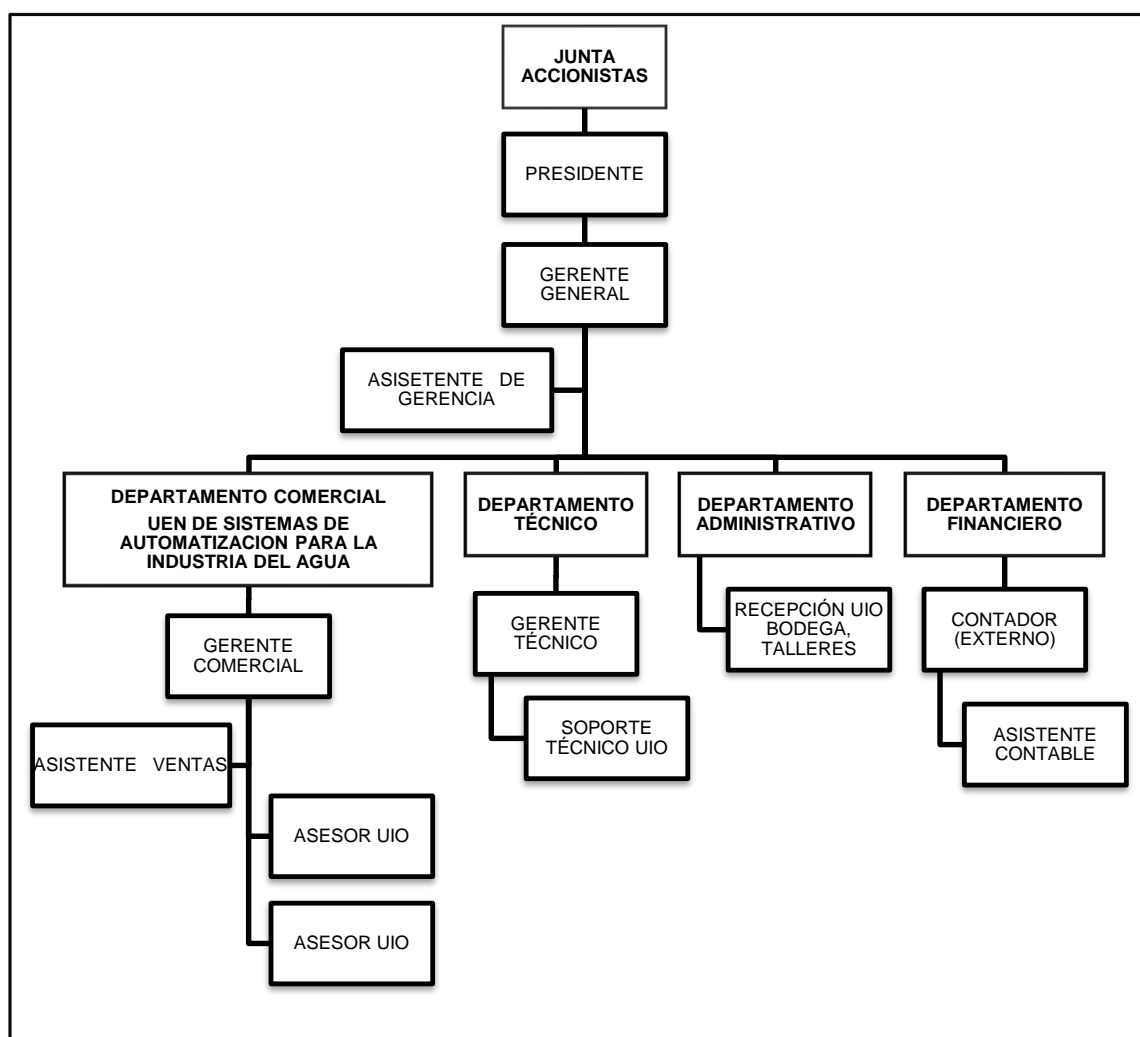 JUNTA
ACCIONISTAS
PRESIDENTE
GERENTE
GENERAL
ASISETENTE DE
GERENCIA
DEPARTAMENTO COMERCIAL
UEN DE SISTEMAS DE
AUTOMATIZACION PARA LA
INDUSTRIA DEL AGUA
DEPARTAMENTO
TÉCNICO
DEPARTAMENTO
ADMINISTRATIVO
DEPARTAMENTO
FINANCIERO
GERENTE
COMERCIAL
GERENTE
TÉCNICO
RECEPCIÓN UIO
BODEGA,
TALLERES
CONTADOR
(EXTERNO)
ASISTENTE VENTAS
SOPORTE
TÉCNICO UIO
ASISTENTE
CONTABLE
ASESOR UIO
ASESOR UIO